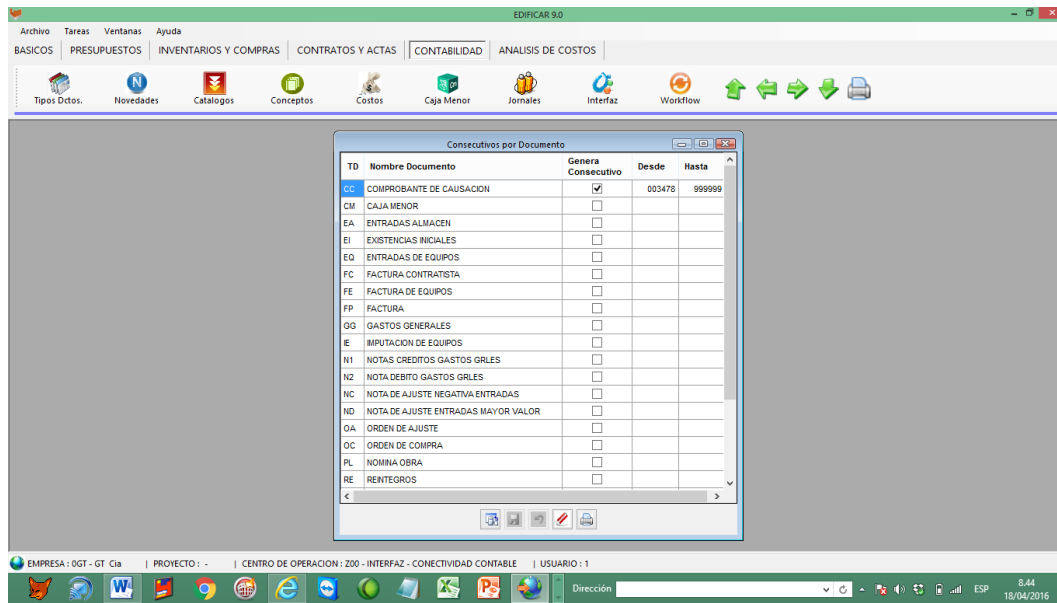 EDIFICAR 9.0
Archivo Tareas Ventanas Ayuda
BASICOS PRESUPUESTOS INVENTARIOS Y COMPRAS CONTRATOS Y ACTAS CONTABILIDAD ANALISIS DE COSTOS
Tipos Dctos. Novedades Catalogos Conceptos Costos Caja Menor Jornales Interfaz Workflow
Consecutivos por Documento
TD Nombre Documento Genera Consecutivo Desde Hasta
CC COMPROBANTE DE CAUSACION 003478 999999
CM CAJA MENOR
EA ENTRADAS ALMACEN
EI EXISTENCIAS INICIALES
EQ ENTRADAS DE EQUIPOS
FC FACTURA CONTRATISTA
FE FACTURA DE EQUIPOS
FP FACTURA
GG GASTOS GENERALES
IE IMPUTACION DE EQUIPOS
N1 NOTAS CREDITOS GASTOS GRLES
N2 NOTA DEBITO GASTOS GRLES
NC NOTA DE AJUSTE NEGATIVA ENTRADAS
ND NOTA DE AJUSTE ENTRADAS MAYOR VALOR
OA ORDEN DE AJUSTE
OC ORDEN DE COMPRA
PL NOMINA OBRA
RE REINTEGROS
EMPRESA : 0GT - GT Cia | PROYECTO : - | CENTRO DE OPERACION : Z00 - INTERFAZ - CONECTIVIDAD CONTABLE | USUARIO : 1
Dirección ESP 8.44
18/04/2016